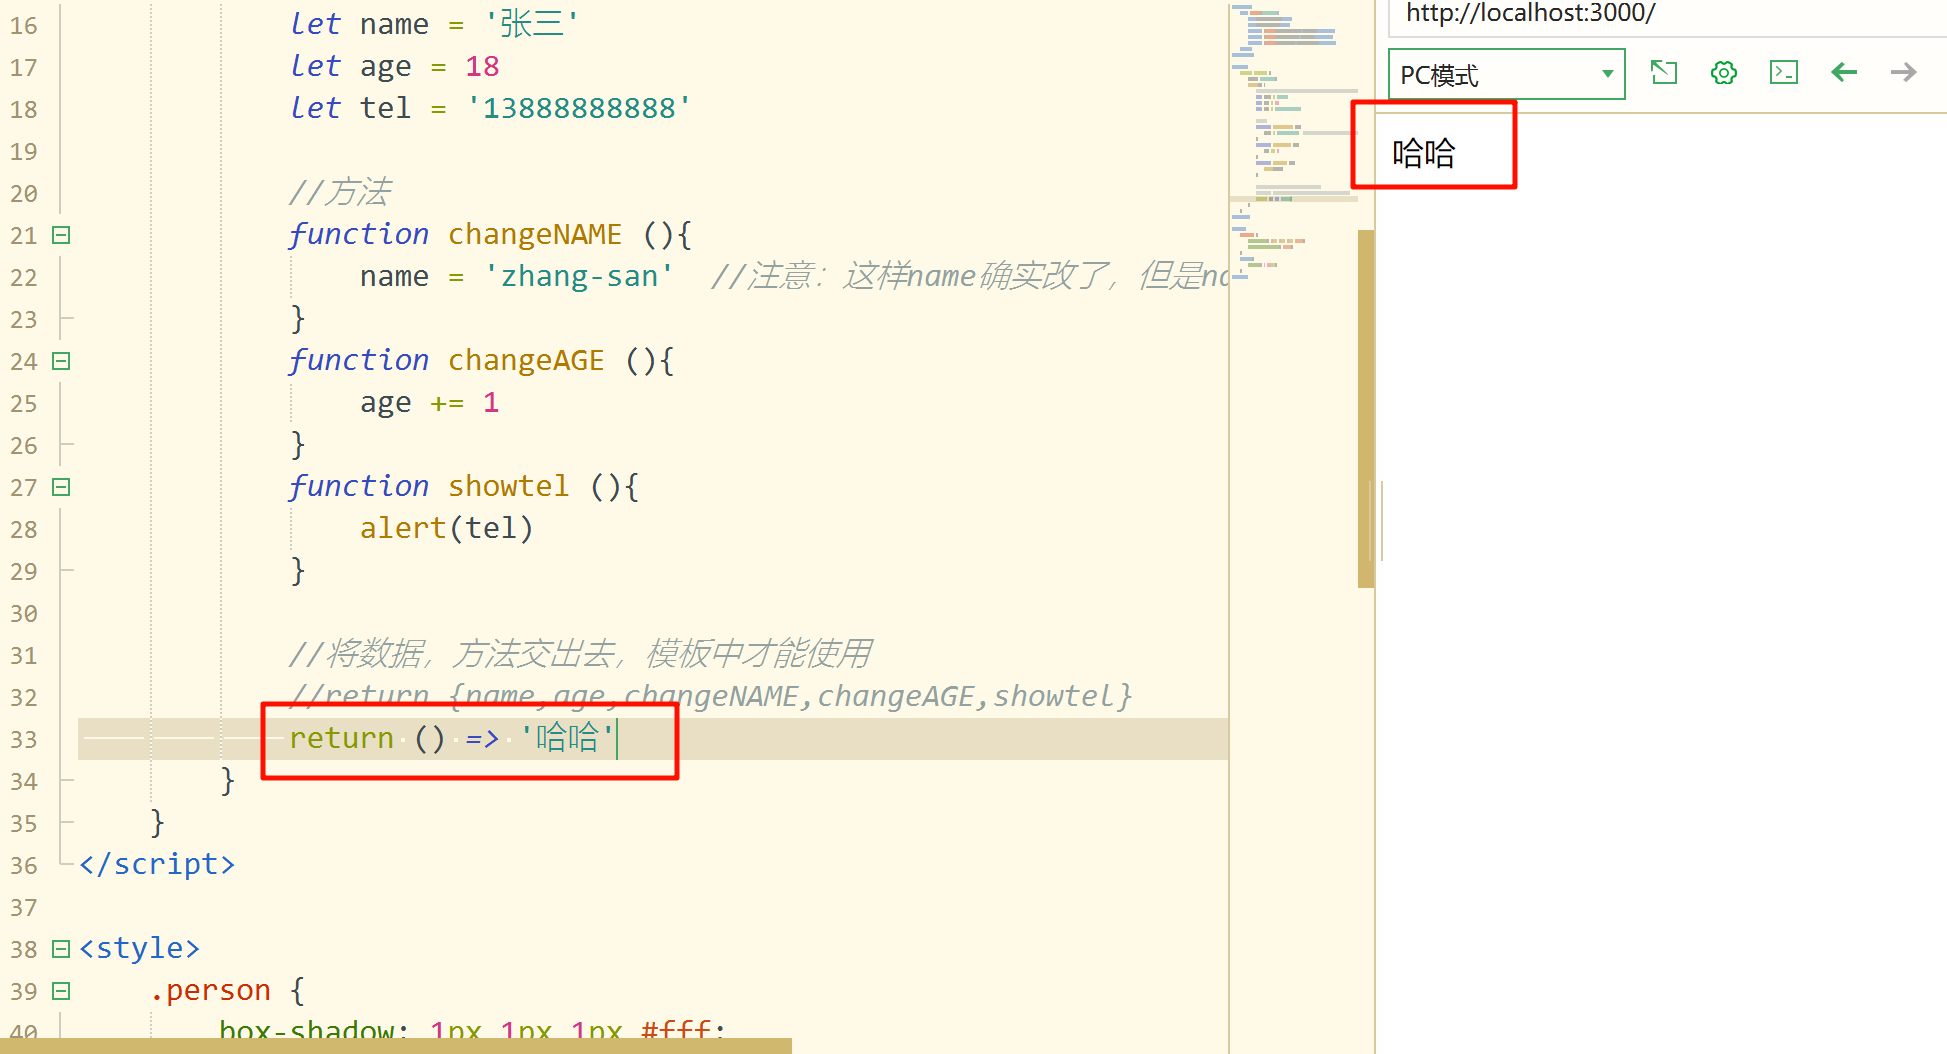 16 let name = '张三'
17 let age = 18
18 let tel = '13888888888'
19
20 //方法
21 function changeNAME (){
22 name = 'zhang-san' //注意：这样name确实改了，但是na
23 }
24 function changeAGE (){
25 age += 1
26 }
27 function showtel (){
28 alert(tel)
29 }
30
31 //将数据，方法交出去，模板中才能使用
32 //return {name,age,changeNAME,changeAGE,showtel}
33 return () => '哈哈'
34 }
35 }
36 </script>
37
38 <style>
39 .person {
40 box-shadow: 1px 1px 1px #fff;
http://localhost:3000/
PC模式
哈哈